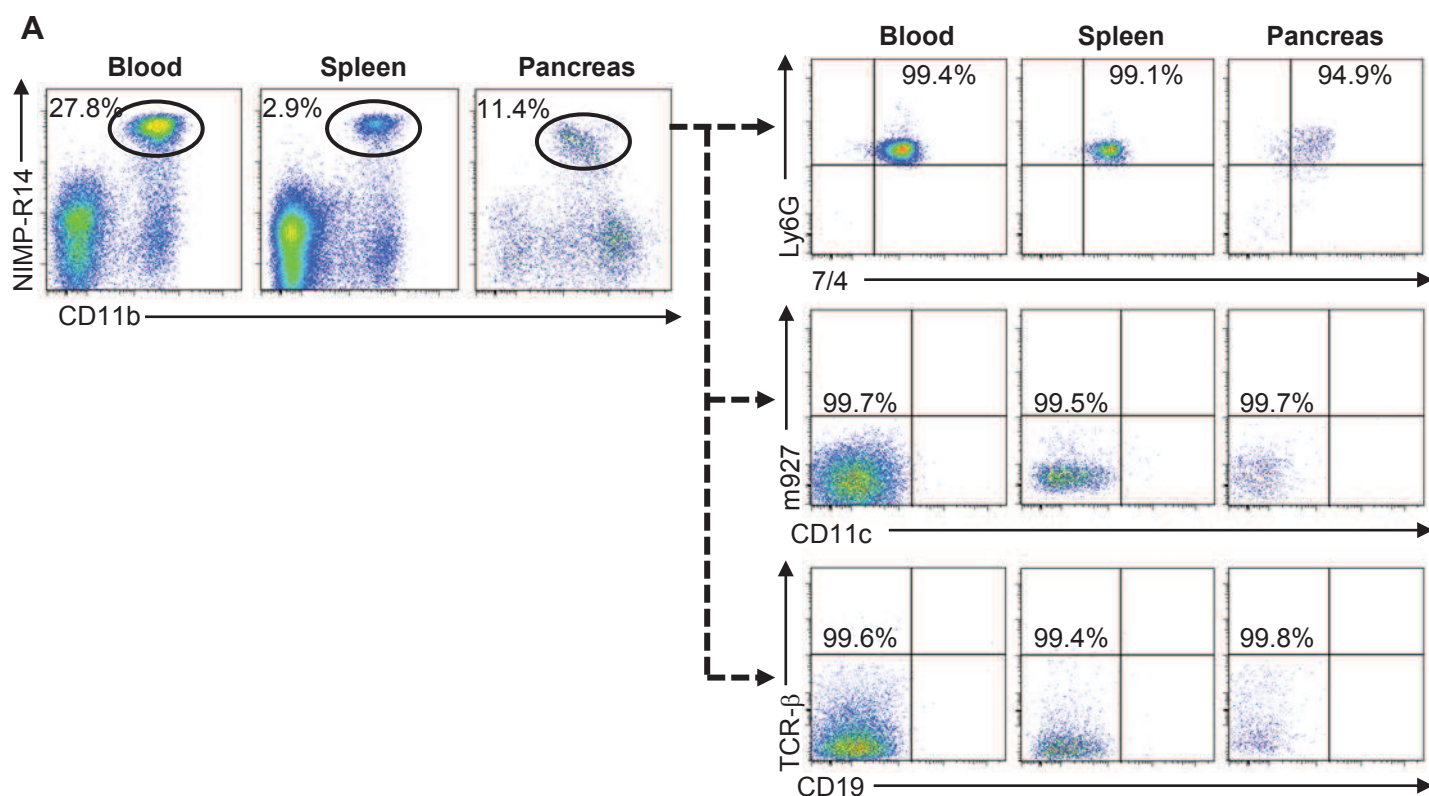 A
Blood Spleen Pancreas
27.8% 2.9% 11.4%
NIMP-R14
CD11b
Blood Spleen Pancreas
99.4% 99.1% 94.9%
Ly6G
7/4
99.7% 99.5% 99.7%
m927
CD11c
99.6% 99.4% 99.8%
TCR-β
CD19